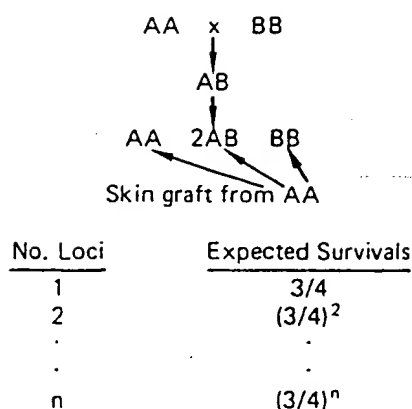 AA x BB
AB
AA 2AB BB
Skin graft from AA
No. Loci Expected Survivals
1 3/4
2 (3/4)²
. .
. .
n (3/4)ⁿ